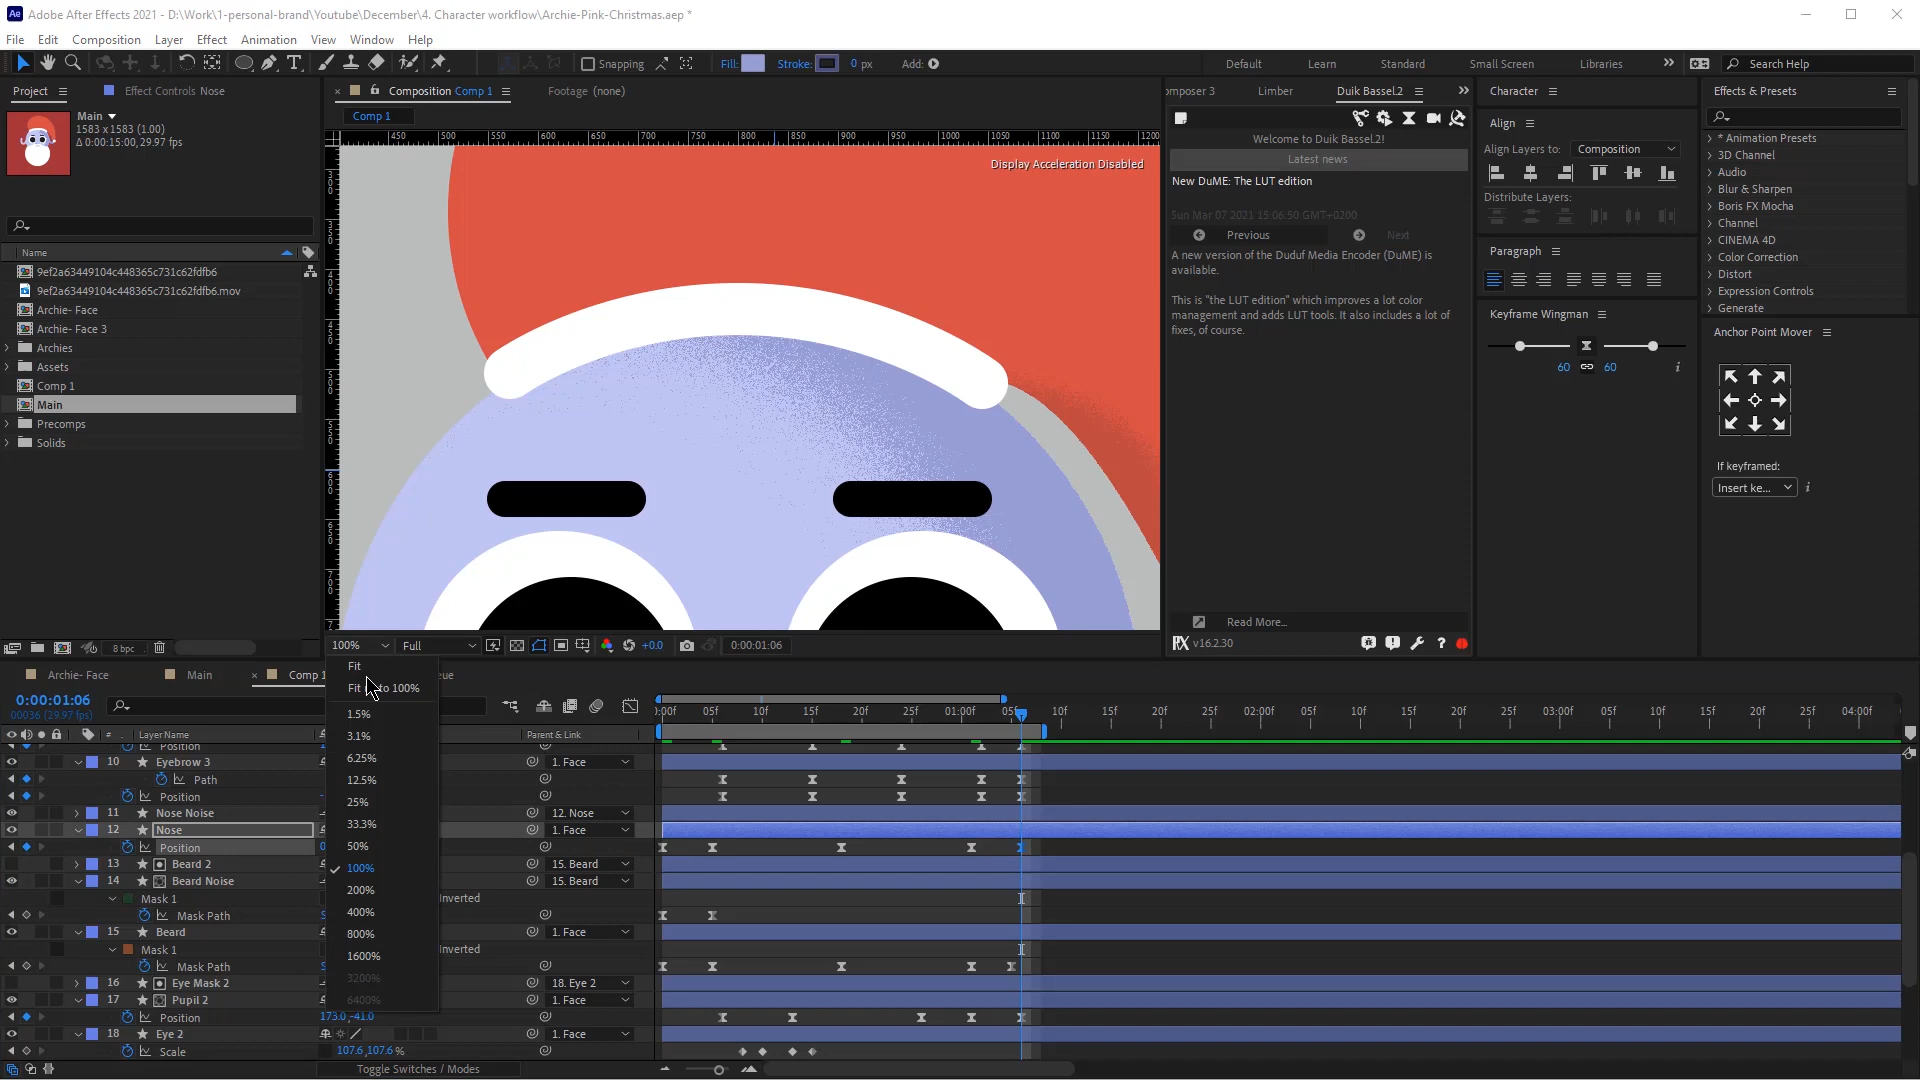 Adobe After Effects 2021 - D:\Work\1-personal-brand\Youtube\December\4. Character workflow\Archie-Pink-Christmas.aep *
File Edit Composition Layer Effect Animation View Window Help
Snapping Fill: Stroke: 0 px Add: Default Learn Standard Small Screen Libraries Search Help
Project Effect Controls Nose
Main
1583 x 1583 (1.00)
Δ 0:00:15:00, 29.97 fps
Name
9ef2a63449104c448365c731c62fdfb6
9ef2a63449104c448365c731c62fdfb6.mov
Archie- Face
Archie- Face 3
Archies
Assets
Comp 1
Main
Precomps
Solids
8 bpc
Composition Comp 1 Footage (none)
Comp 1
450 500 550 600 650 700 750 800 850 900 950 1000 1050 1100 1150 1200
Display Acceleration Disabled
100% Full +0.0 0:00:01:06
omposer 3 Limber Duik Bassel.2
Welcome to Duik Bassel.2!
Latest news
New DuME: The LUT edition
Sun Mar 07 2021 15:06:50 GMT+0200
Previous Next
A new version of the Duduf Media Encoder (DuME) is
available.
This is "the LUT edition" which improves a lot color
management and adds LUT tools. It also includes a lot of
fixes, of course.
Read More...
v16.2.30
Character
Align
Align Layers to: Composition
Distribute Layers:
Paragraph
Keyframe Wingman
60 60
Effects & Presets
* Animation Presets
3D Channel
Audio
Blur & Sharpen
Boris FX Mocha
Channel
CINEMA 4D
Color Correction
Distort
Expression Controls
Generate
Anchor Point Mover
If keyframed:
Insert ke...
Archie- Face Main Comp 1 eue
0:00:01:06
00036 (29.97 fps)
:00f 05f 10f 15f 20f 25f 01:00f 05f 10f 15f 20f 25f 02:00f 05f 10f 15f 20f 25f 03:00f 05f 10f 15f 20f 25f 04:00f
# Layer Name Parent & Link
Position
10 Eyebrow 3 1. Face
Path
Position
11 Nose Noise 12. Nose
12 Nose 1. Face
Position
13 Beard 2 15. Beard
14 Beard Noise 15. Beard
Mask 1 Inverted
Mask Path
15 Beard 1. Face
Mask 1 Inverted
Mask Path
16 Eye Mask 2 18. Eye 2
17 Pupil 2 1. Face
Position 173.0,-41.0
18 Eye 2 1. Face
Scale 107.6,107.6 %
Toggle Switches / Modes
Fit
Fit to 100%
1.5%
3.1%
6.25%
12.5%
25%
33.3%
50%
100%
200%
400%
800%
1600%
3200%
6400%